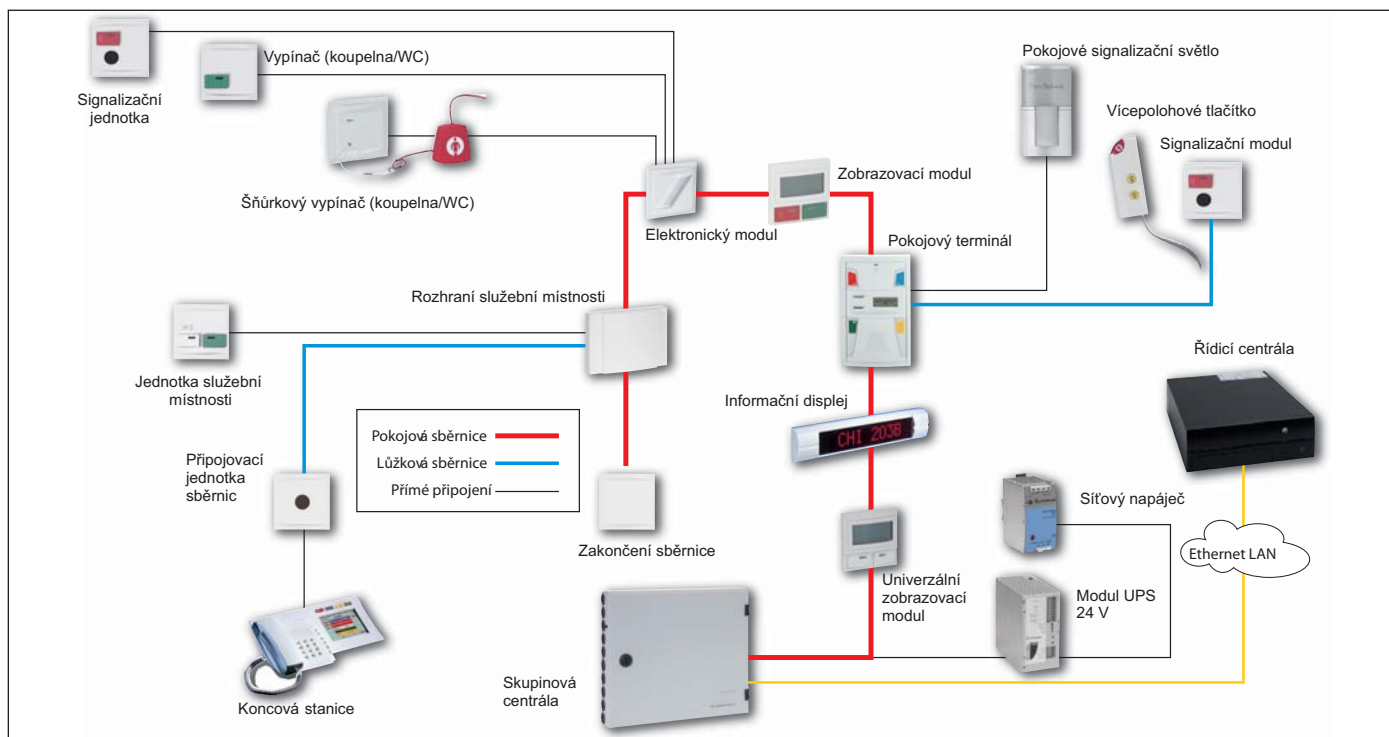 Signalizační
jednotka
Vypínač (koupelna/WC)
Šňůrkový vypínač (koupelna/WC)
Pokojové signalizační světlo
Vícepolohové tlačítko
Signalizační modul
Zobrazovací modul
Elektronický modul
Pokojový terminál
Rozhraní služební místnosti
Jednotka služební
místnosti
Řídicí centrála
Informační displej
CHI 2038
Pokojová sběrnice
Lůžková sběrnice
Přímé připojení
Připojovací
jednotka
sběrnic
Zakončení sběrnice
Síťový napáječ
Ethernet LAN
Univerzální
zobrazovací
modul
Modul UPS
24 V
Skupinová
centrála
Koncová stanice